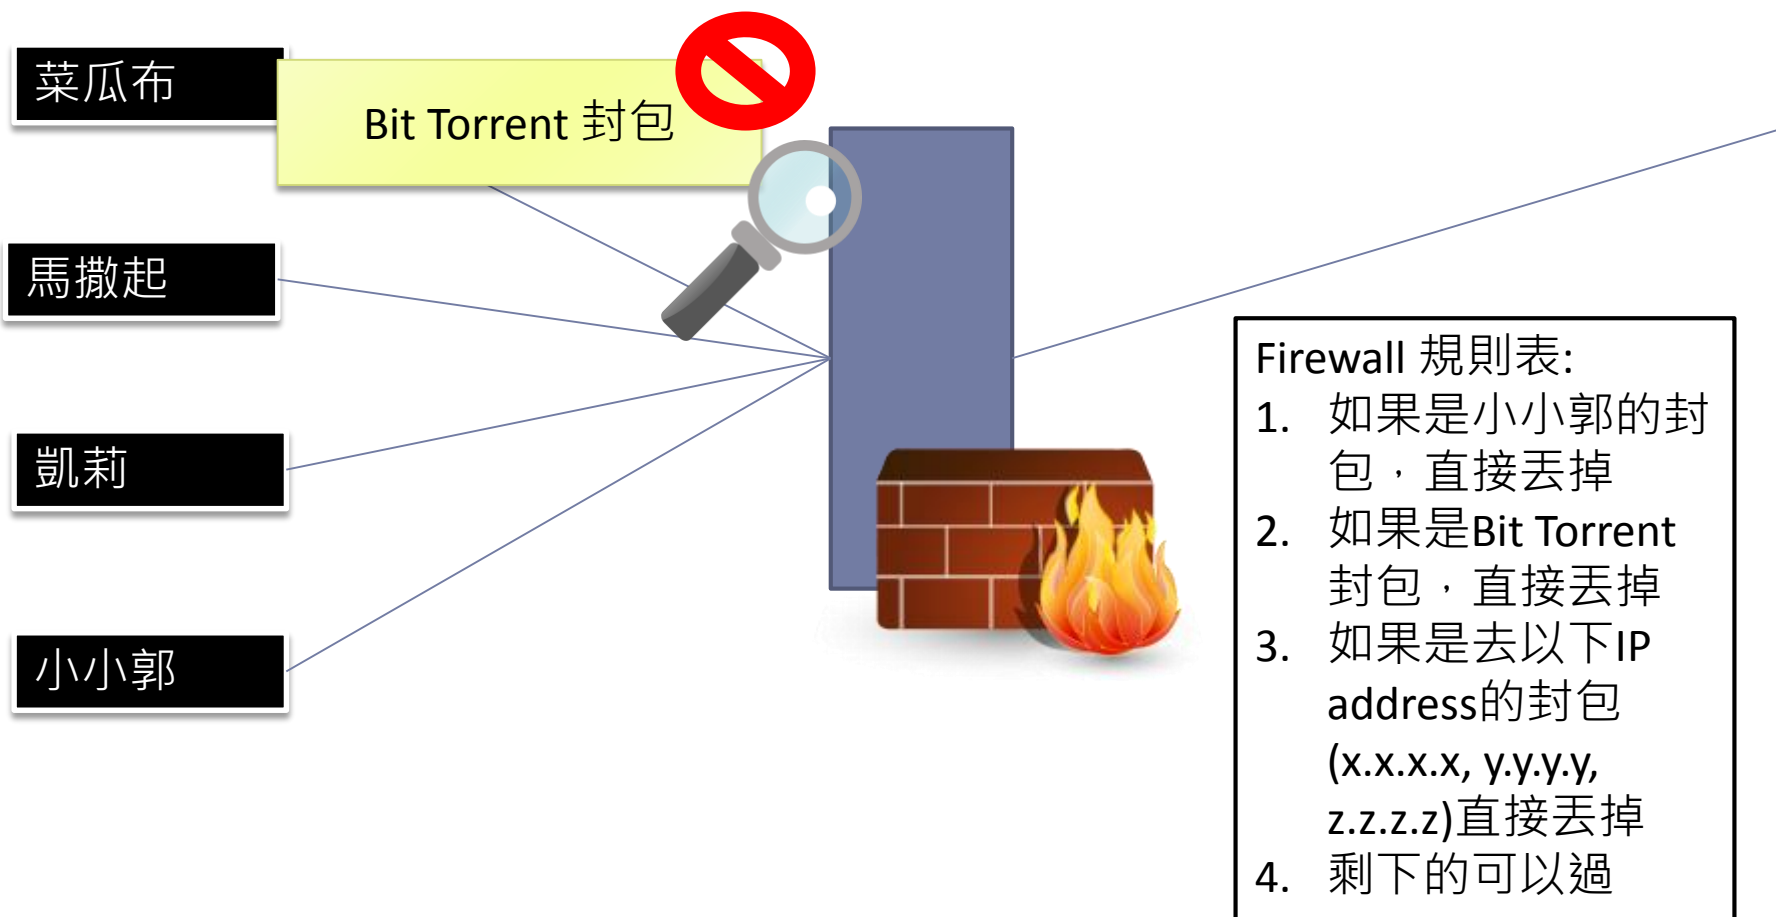 菜瓜布
Bit Torrent 封包
馬撒起
凱莉
小小郭
Firewall 規則表:
1. 如果是小小郭的封
包，直接丟掉
2. 如果是Bit Torrent
封包，直接丟掉
3. 如果是去以下IP
address的封包
(x.x.x.x, y.y.y.y,
z.z.z.z)直接丟掉
4. 剩下的可以過